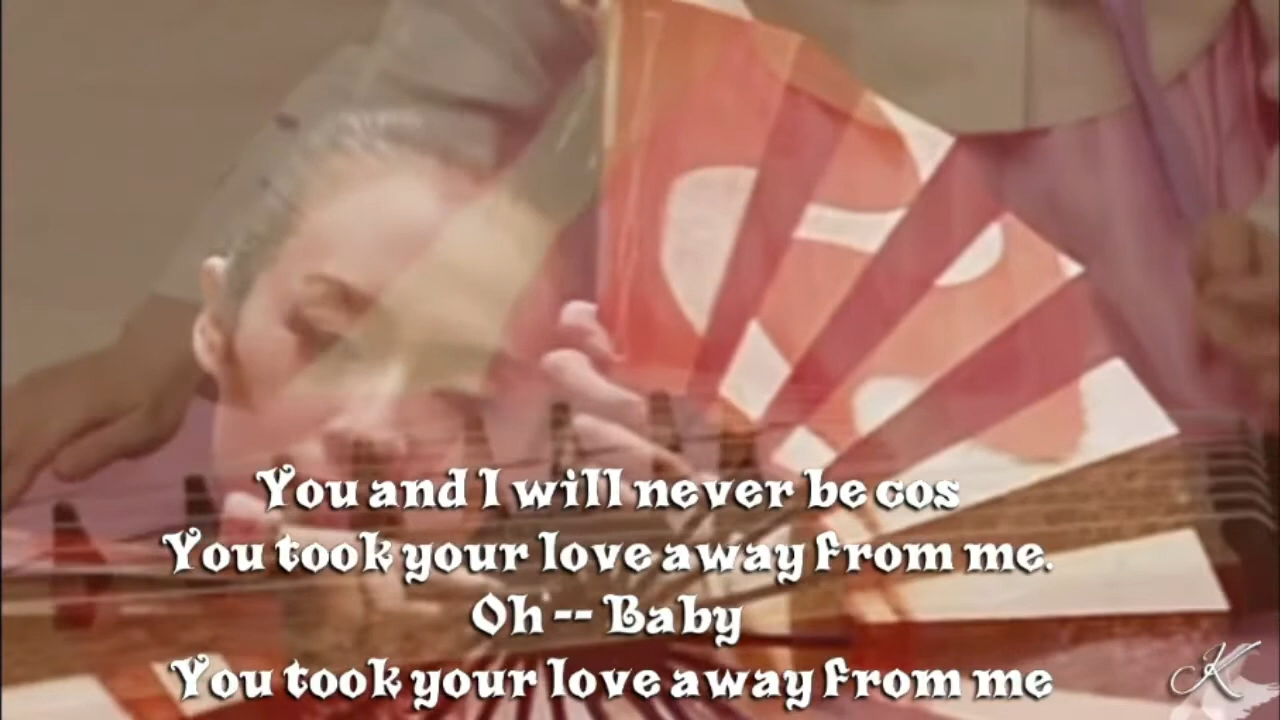 You and I will never be cos
You took your love away from me.
Oh -- Baby
You took your love away from me
K